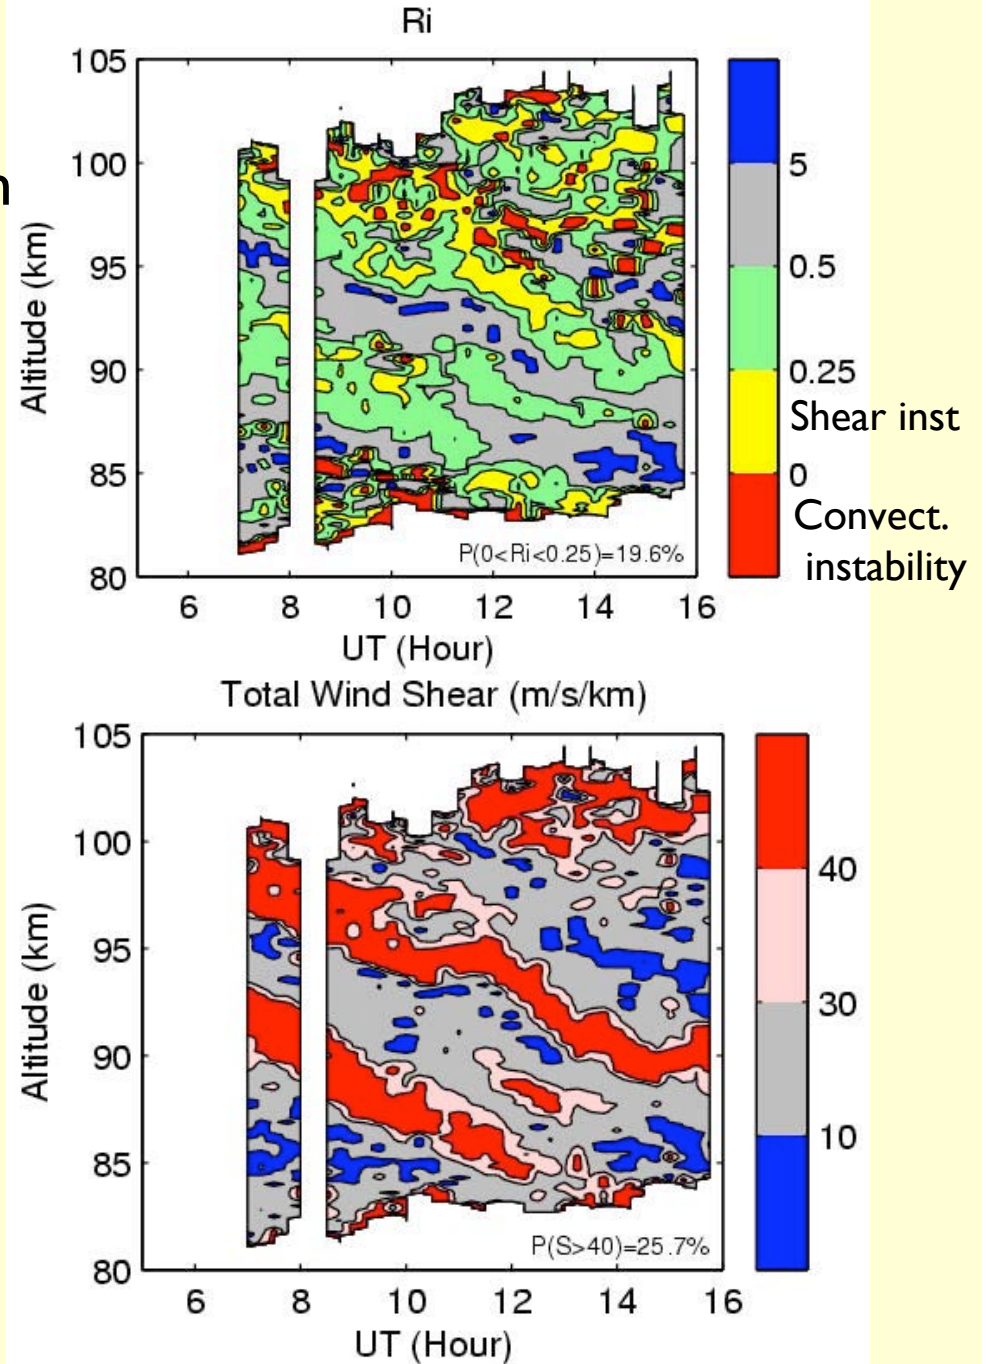 Ri
105
100
95
90
85
80
Altitude (km)
n
5
0.5
0.25
Shear inst
0
Convect.
instability
P(0<Ri<0.25)=19.6%
6 8 10 12 14 16
UT (Hour)
Total Wind Shear (m/s/km)
105
100
95
90
85
80
Altitude (km)
40
30
10
P(S>40)=25.7%
6 8 10 12 14 16
UT (Hour)